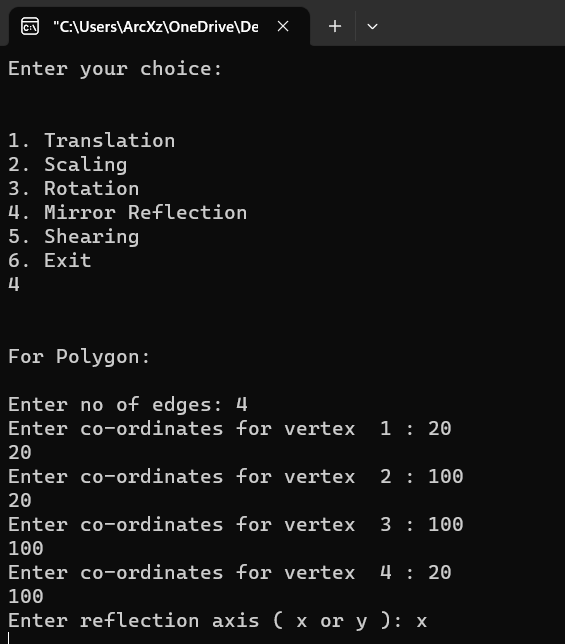 "C:\Users\ArcXz\OneDrive\De
Enter your choice:
1. Translation
2. Scaling
3. Rotation
4. Mirror Reflection
5. Shearing
6. Exit
4
For Polygon:
Enter no of edges: 4
Enter co-ordinates for vertex  1 : 20
20
Enter co-ordinates for vertex  2 : 100
20
Enter co-ordinates for vertex  3 : 100
100
Enter co-ordinates for vertex  4 : 20
100
Enter reflection axis ( x or y ): x